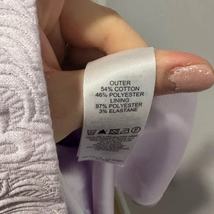 OUTER
54% COTTON
46% POLYESTER
LINING
97% POLYESTER
3% ELASTANE